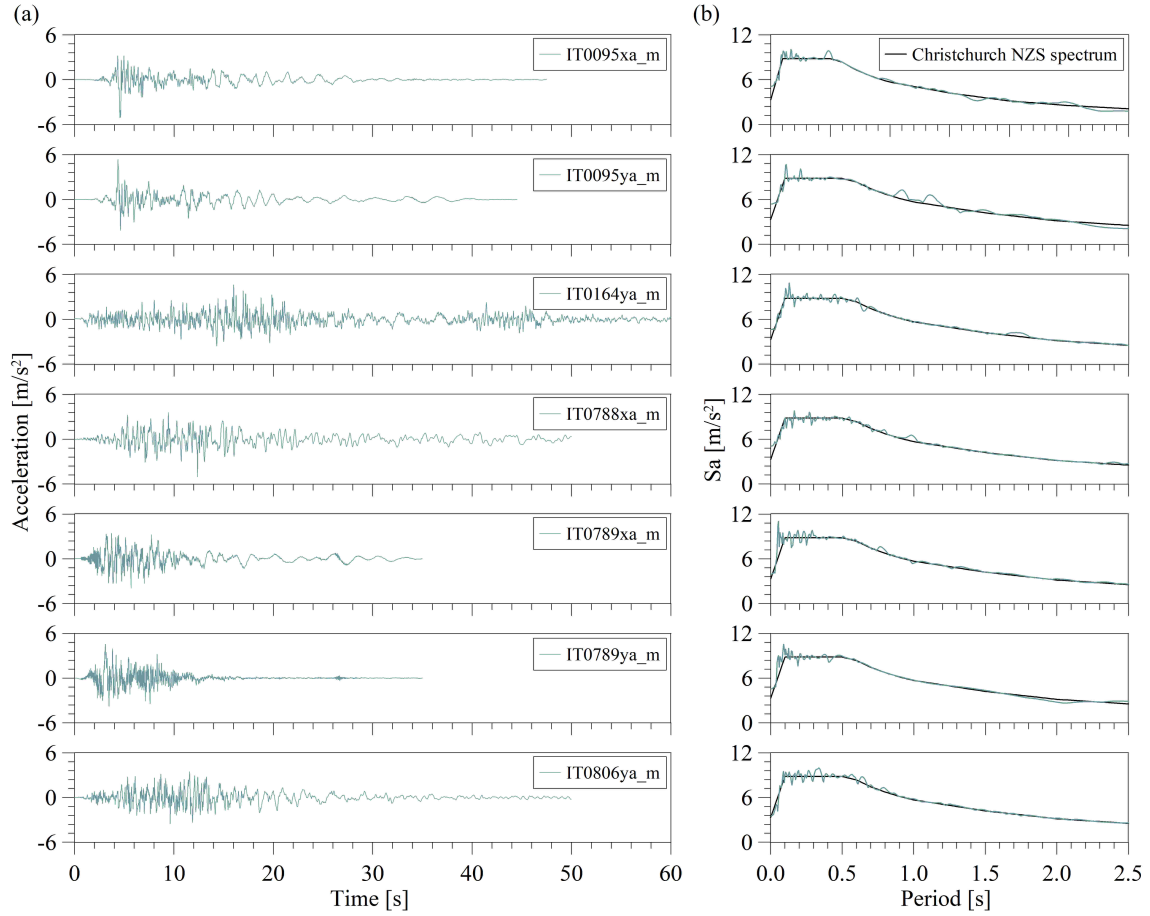 (a)
(b)
6
0
-6
IT0095xa_m
12
6
0
Christchurch NZS spectrum
6
0
-6
IT0095ya_m
12
6
0
6
0
-6
IT0164ya_m
12
6
0
6
0
-6
IT0788xa_m
12
6
0
6
0
-6
IT0789xa_m
12
6
0
6
0
-6
IT0789ya_m
12
6
0
6
0
-6
IT0806ya_m
12
6
0
Acceleration [m/s²]
Sa [m/s²]
0 10 20 30 40 50 60
Time [s]
0.0 0.5 1.0 1.5 2.0 2.5
Period [s]